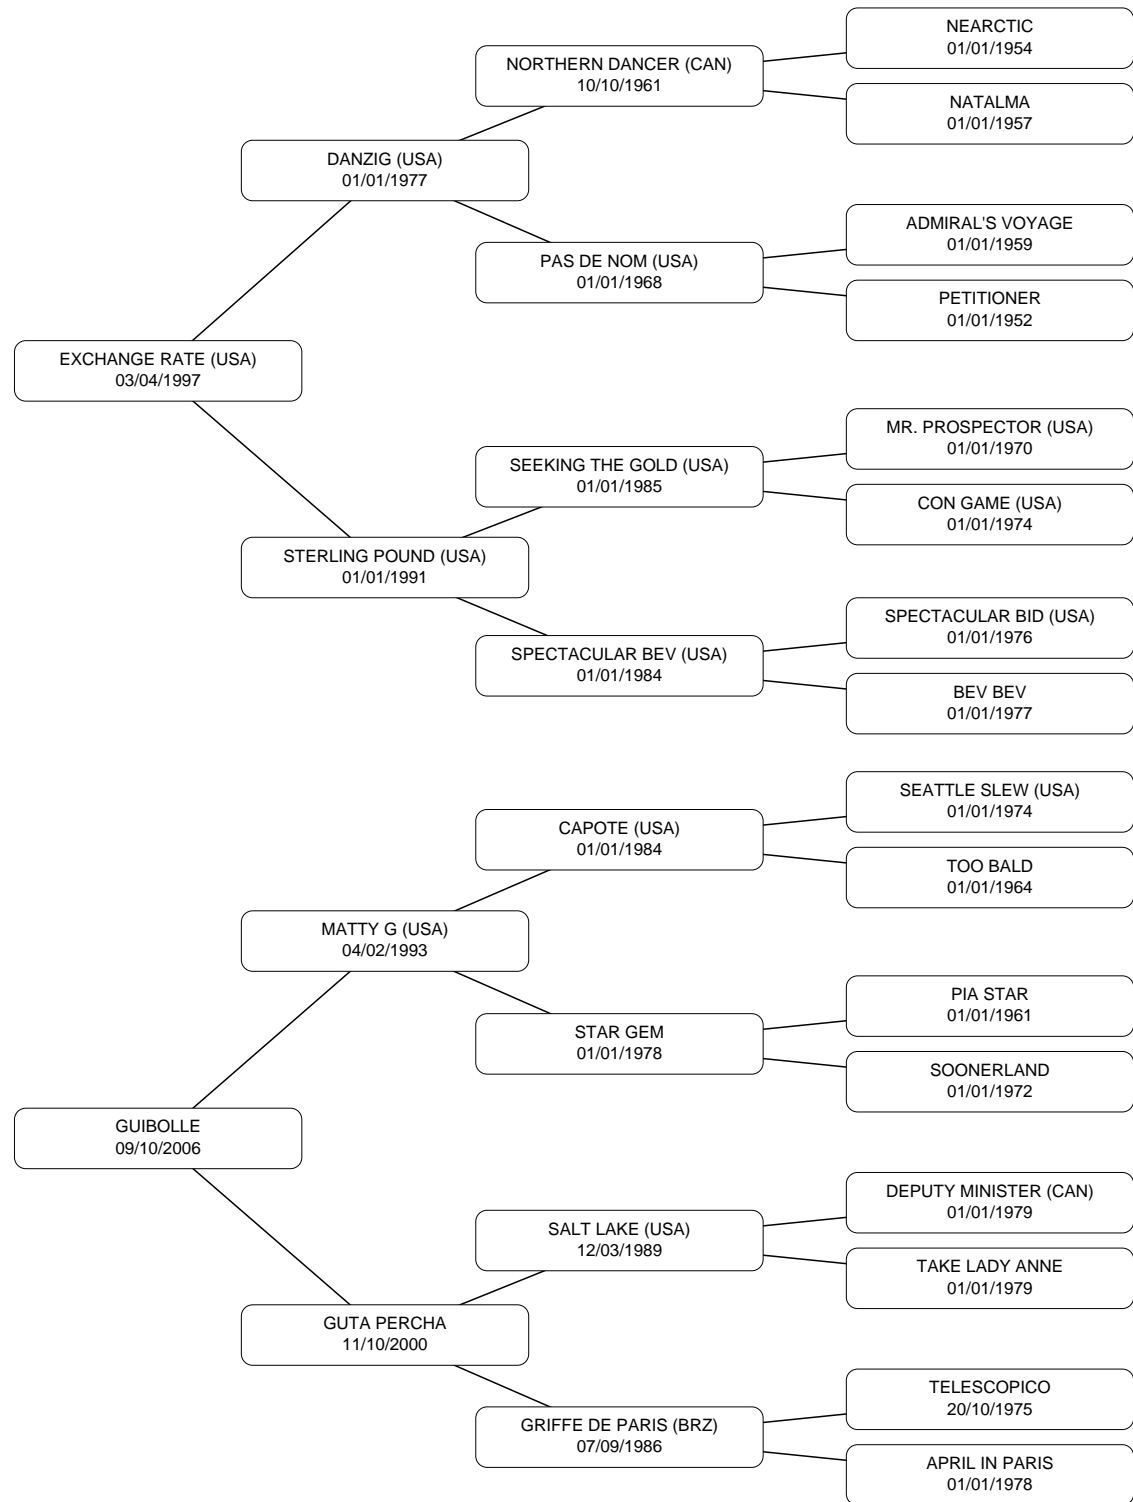 NEARCTIC
01/01/1954
NORTHERN DANCER (CAN)
10/10/1961
NATALMA
01/01/1957
DANZIG (USA)
01/01/1977
ADMIRAL'S VOYAGE
01/01/1959
PAS DE NOM (USA)
01/01/1968
PETITIONER
01/01/1952
EXCHANGE RATE (USA)
03/04/1997
MR. PROSPECTOR (USA)
01/01/1970
SEEKING THE GOLD (USA)
01/01/1985
CON GAME (USA)
01/01/1974
STERLING POUND (USA)
01/01/1991
SPECTACULAR BID (USA)
01/01/1976
SPECTACULAR BEV (USA)
01/01/1984
BEV BEV
01/01/1977
SEATTLE SLEW (USA)
01/01/1974
CAPOTE (USA)
01/01/1984
TOO BALD
01/01/1964
MATTY G (USA)
04/02/1993
PIA STAR
01/01/1961
STAR GEM
01/01/1978
SOONERLAND
01/01/1972
GUIBOLLE
09/10/2006
DEPUTY MINISTER (CAN)
01/01/1979
SALT LAKE (USA)
12/03/1989
TAKE LADY ANNE
01/01/1979
GUTA PERCHA
11/10/2000
TELESCOPICO
20/10/1975
GRIFFE DE PARIS (BRZ)
07/09/1986
APRIL IN PARIS
01/01/1978